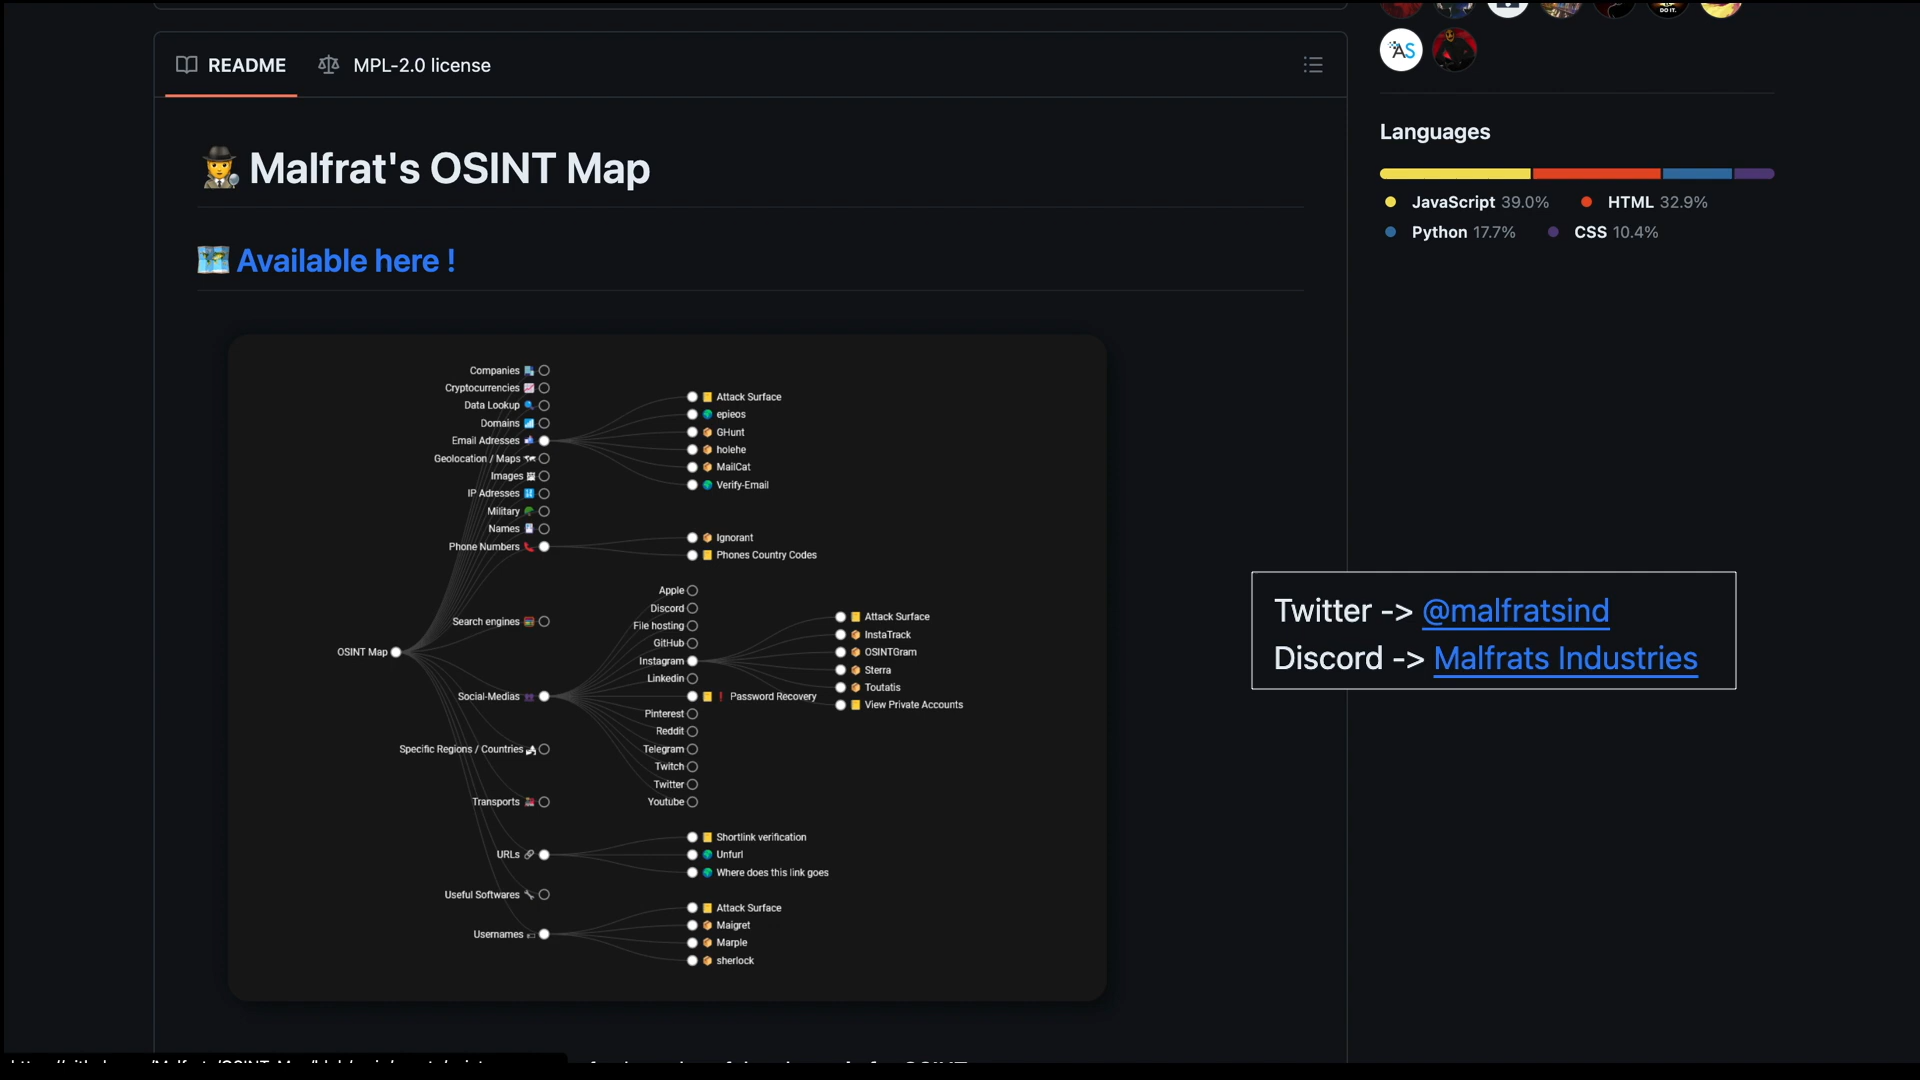 README
MPL-2.0 license
Malfrat's OSINT Map
Available here !
DO IT.
AS
Languages
JavaScript 39.0%
HTML 32.9%
Python 17.7%
CSS 10.4%
OSINT Map
Companies
Cryptocurrencies
Data Lookup
Domains
Email Adresses
Geolocation / Maps
Images
IP Adresses
Military
Names
Phone Numbers
Search engines
Social-Medias
Specific Regions / Countries
Transports
URLs
Useful Softwares
Usernames
Attack Surface
epieos
GHunt
holehe
MailCat
Verify-Email
Ignorant
Phones Country Codes
Apple
Discord
File hosting
GitHub
Instagram
Linkedin
Password Recovery
Pinterest
Reddit
Telegram
Twitch
Twitter
Youtube
Attack Surface
InstaTrack
OSINTGram
Sterra
Toutatis
View Private Accounts
Shortlink verification
Unfurl
Where does this link goes
Attack Surface
Maigret
Marple
sherlock
Twitter -> @malfratsind
Discord -> Malfrats Industries